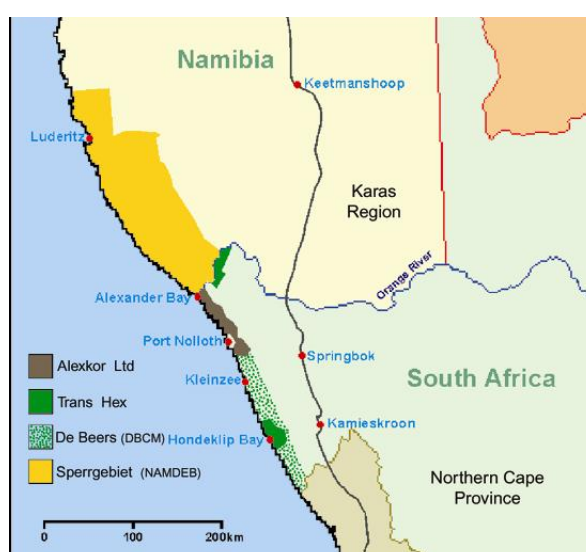 Namibia
Keetmanshoop
Luderitz
Karas
Region
Orange River
Alexander Bay
Port Nolloth
Springbok
Alexkor Ltd
Kleinzee
South Africa
Trans Hex
Kamieskroon
De Beers (DBCM)
Hondeklip Bay
Sperrgebiet (NAMDEB)
Northern Cape
Province
0 100 200km